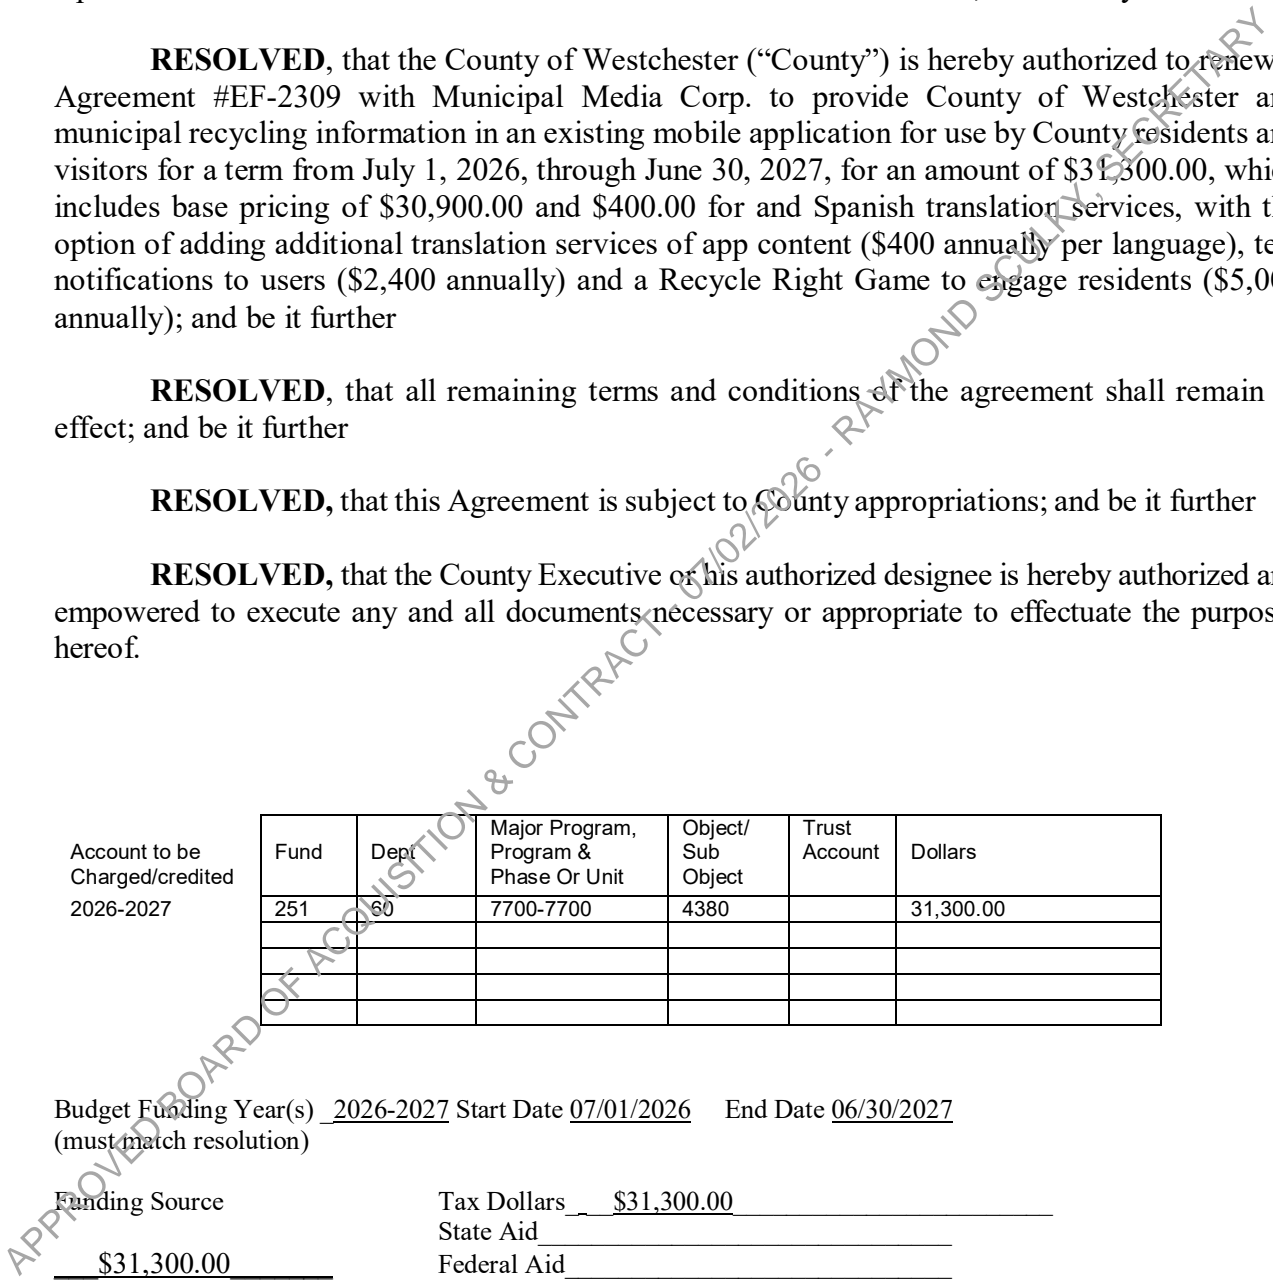 RESOLVED, that the County of Westchester (“County”) is hereby authorized to renew
Agreement #EF-2309 with Municipal Media Corp. to provide County of Westchester
municipal recycling information in an existing mobile application for use by County residents
visitors for a term from July 1, 2026, through June 30, 2027, for an amount of $31,300.00,
includes base pricing of $30,900.00 and $400.00 for and Spanish translation services, with
option of adding additional translation services of app content ($400 annually per language),
notifications to users ($2,400 annually) and a Recycle Right Game to engage residents
annually); and be it further
RESOLVED, that all remaining terms and conditions of the agreement shall remain
effect; and be it further
RESOLVED, that this Agreement is subject to County appropriations; and be it further
RESOLVED, that the County Executive or his authorized designee is hereby authorized
empowered to execute any and all documents necessary or appropriate to effectuate the
hereof.
Account to be Charged/credited Fund Dept Major Program, Program & Phase Or Unit Object/ Sub Object Trust Account Dollars
2026-2027 251 60 7700-7700 4380 31,300.00
Budget Funding Year(s) _2026-2027 Start Date 07/01/2026 End Date 06/30/2027
(must match resolution)
Funding Source Tax Dollars $31,300.00
State Aid
$31,300.00 Federal Aid
APPROVED BOARD OF ACQUISITION & CONTRACT - 07/02/2026 - RAYMOND SCULKY, SECRETARY